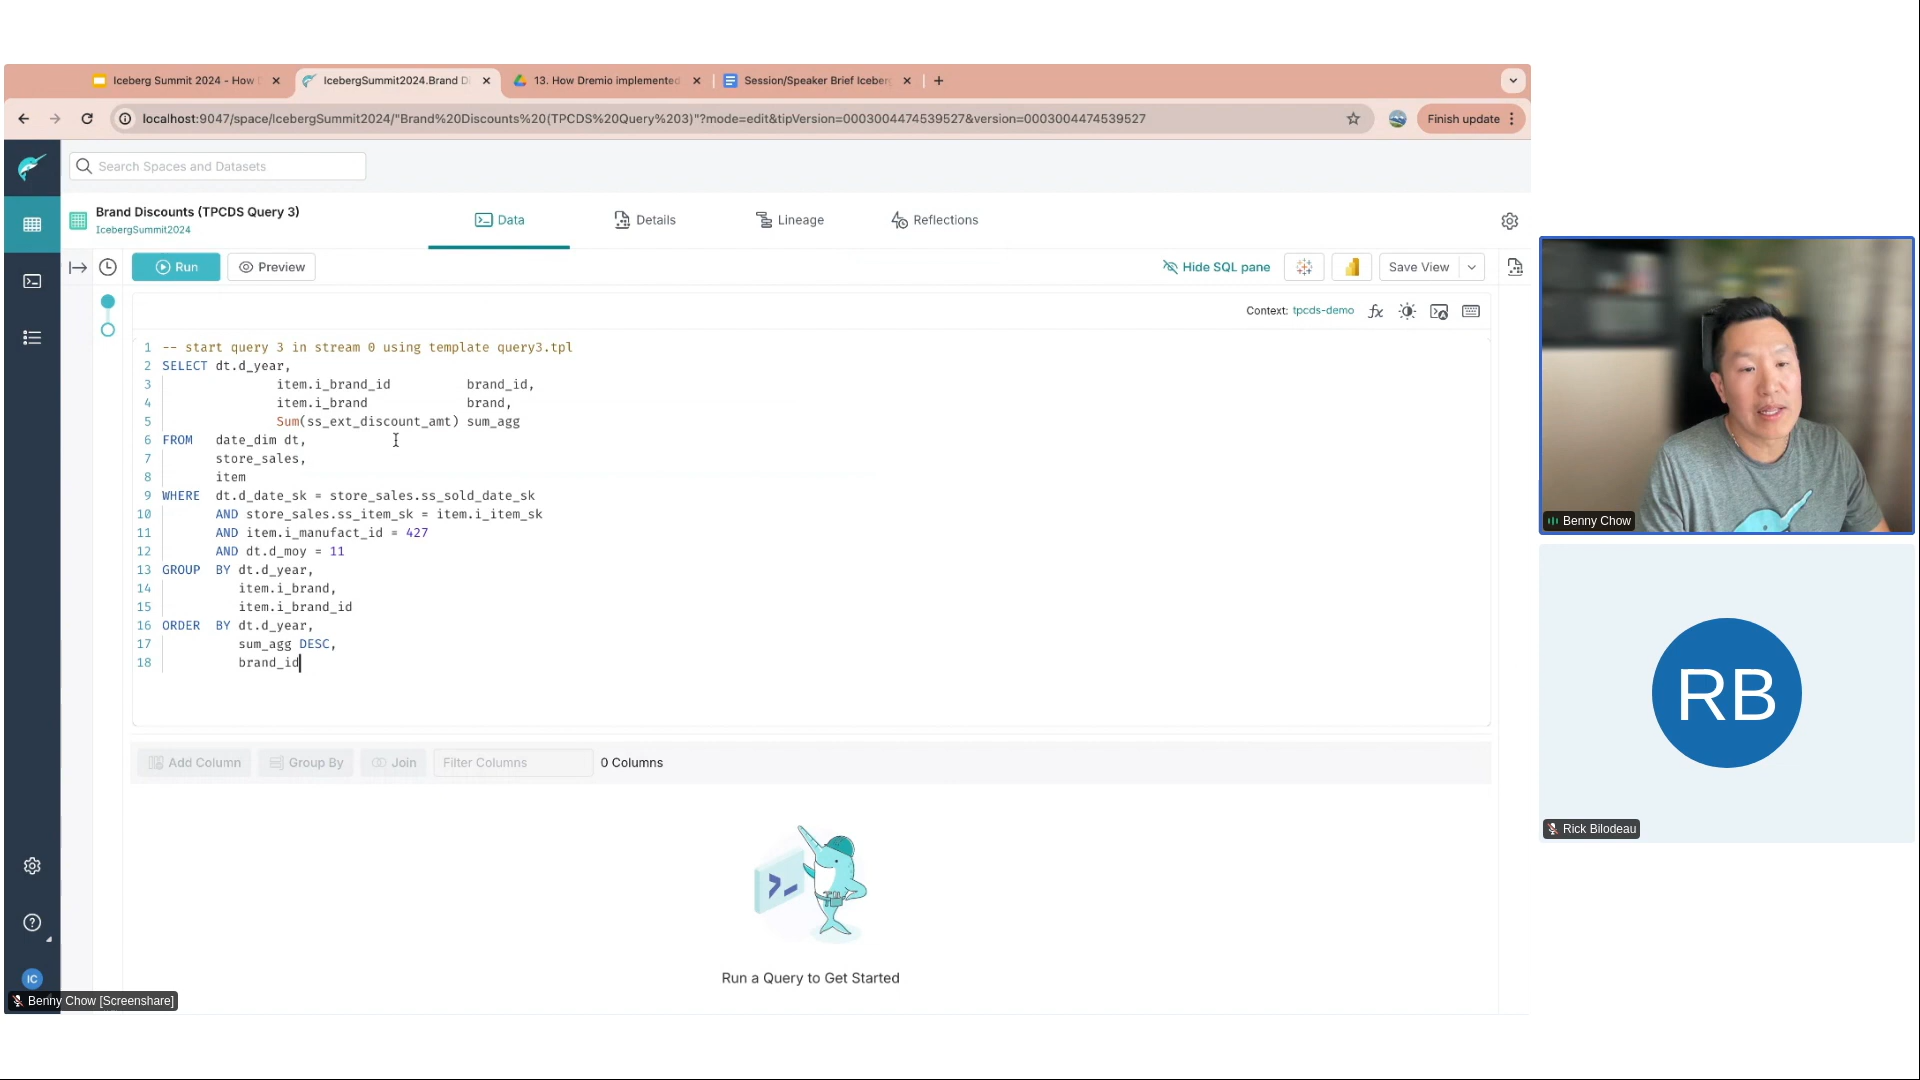 Iceberg Summit 2024 - How
IcebergSummit2024.Brand D
13. How Dremio implemented
Session/Speaker Brief Iceber
localhost:9047/space/IcebergSummit2024/"Brand%20Discounts%20(TPCDS%20Query%203)"?mode=edit&tipVersion=0003004474539527&version=0003004474539527
Finish update
Search Spaces and Datasets
Brand Discounts (TPCDS Query 3)
IcebergSummit2024
Data
Details
Lineage
Reflections
Run
Preview
Hide SQL pane
Save View
Context: tpcds-demo
fx
1 -- start query 3 in stream 0 using template query3.tpl
2 SELECT dt.d_year,
3 item.i_brand_id brand_id,
4 item.i_brand brand,
5 Sum(ss_ext_discount_amt) sum_agg
6 FROM date_dim dt,
7 store_sales,
8 item
9 WHERE dt.d_date_sk = store_sales.ss_sold_date_sk
10 AND store_sales.ss_item_sk = item.i_item_sk
11 AND item.i_manufact_id = 427
12 AND dt.d_moy = 11
13 GROUP BY dt.d_year,
14 item.i_brand,
15 item.i_brand_id
16 ORDER BY dt.d_year,
17 sum_agg DESC,
18 brand_id
Add Column
Group By
Join
Filter Columns
0 Columns
Run a Query to Get Started
IC
Benny Chow [Screenshare]
Benny Chow
RB
Rick Bilodeau